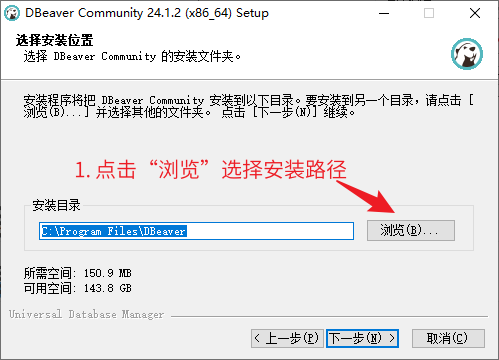 DBeaver Community 24.1.2 (x86_64) Setup
选择安装位置
选择 DBeaver Community 的安装文件夹。
安装程序将把 DBeaver Community 安装到以下目录。要安装到另一个目录，请点击 [
浏览(B)...] 并选择其他的文件夹。 点击 [下一步(N)] 继续。
1. 点击“浏览”选择安装路径
安装目录
C:\Program Files\DBeaver
浏览(B)...
所需空间: 150.9 MB
可用空间: 143.8 GB
Universal Database Manager
< 上一步(P)
下一步(N) >
取消(C)